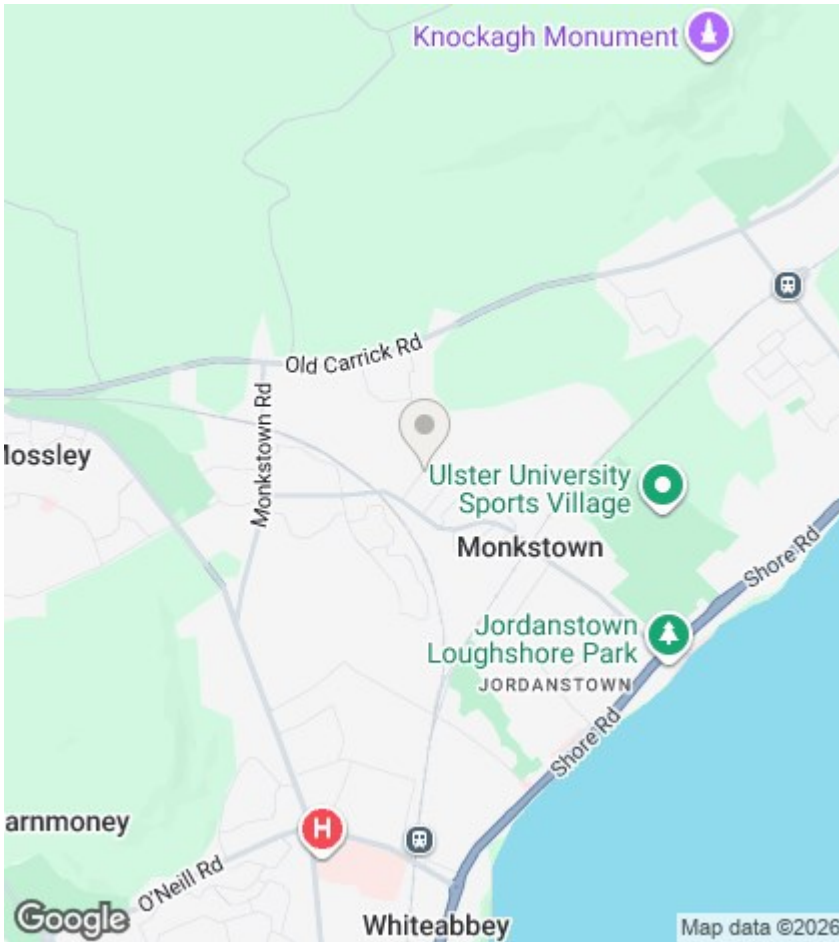 Knockagh Monument
Old Carrick Rd
Monkstown Rd
Mossley
Ulster University
Sports Village
Monkstown
Shore Rd
Jordanstown
Loughshore Park
JORDANSTOWN
Shore Rd
arnmoney
H
O'Neill Rd
Whiteabbey
Google
Map data ©2026